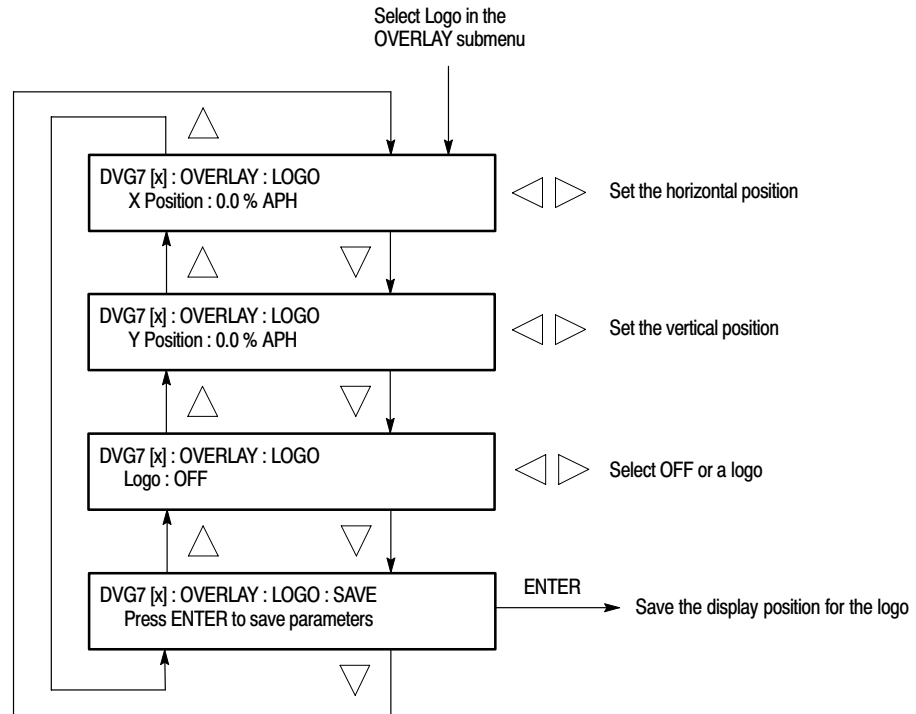 Select Logo in the
OVERLAY submenu
DVG7 [x] : OVERLAY : LOGO
X Position : 0.0 % APH
Set the horizontal position
DVG7 [x] : OVERLAY : LOGO
Y Position : 0.0 % APH
Set the vertical position
DVG7 [x] : OVERLAY : LOGO
Logo : OFF
Select OFF or a logo
DVG7 [x] : OVERLAY : LOGO : SAVE
Press ENTER to save parameters
ENTER
Save the display position for the logo